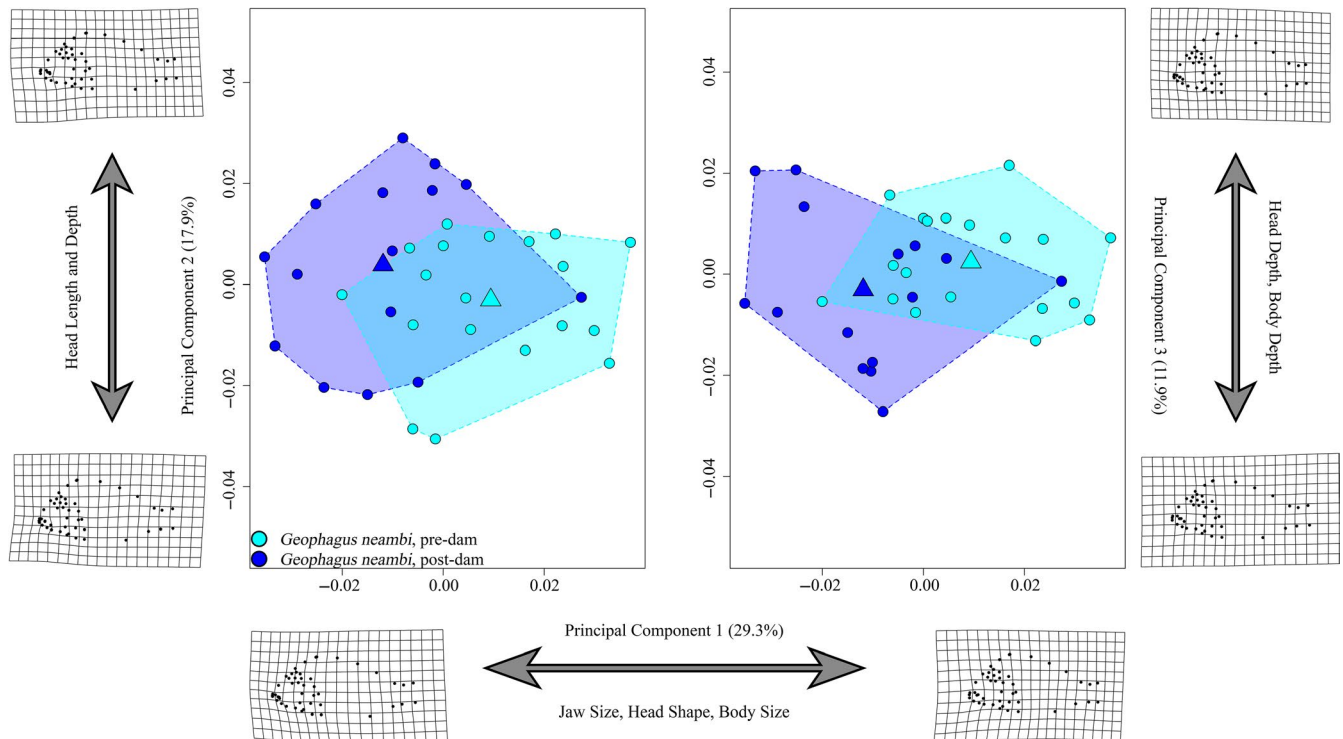 Head Length and Depth
Principal Component 2 (17.9%)
0.04
0.02
0.00
−0.02
−0.04
Geophagus neambi, pre-dam
Geophagus neambi, post-dam
−0.02
0.00
0.02
0.04
0.02
0.00
−0.02
−0.04
−0.02
0.00
0.02
Principal Component 3 (11.9%)
Head Depth, Body Depth
Principal Component 1 (29.3%)
Jaw Size, Head Shape, Body Size